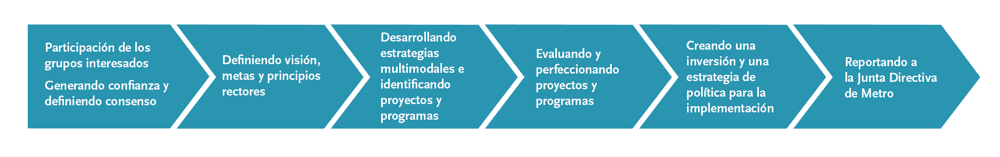 Participación de los
grupos interesados
Generando confianza y
definiendo consenso
Definiendo visión,
metas y principios
rectores
Desarrollando
estrategias
multimodales e
identificando
proyectos y
programas
Evaluando y
perfeccionando
proyectos y
programas
Creando una
inversión y una
estrategia de
política para la
implementación
Reportando a
la Junta Directiva
de Metro